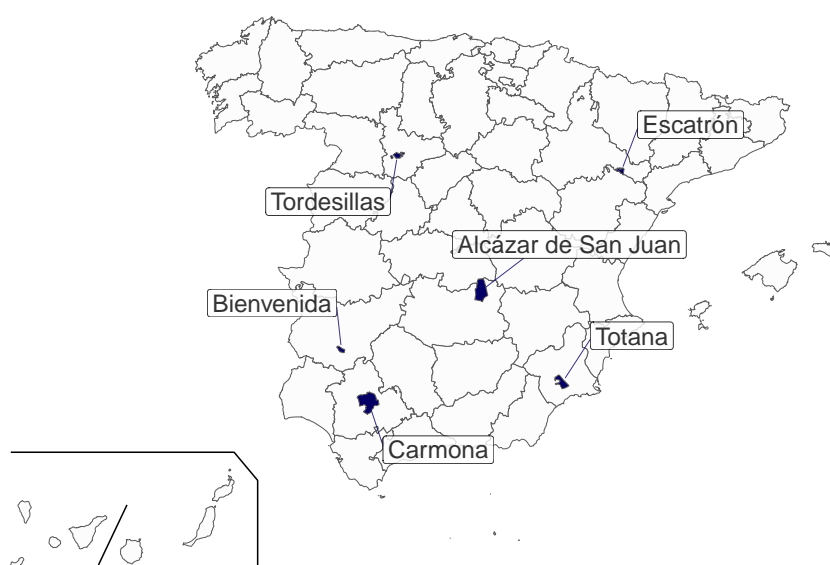 Escatrón
Tordesillas
Alcázar de San Juan
Bienvenida
Totana
Carmona